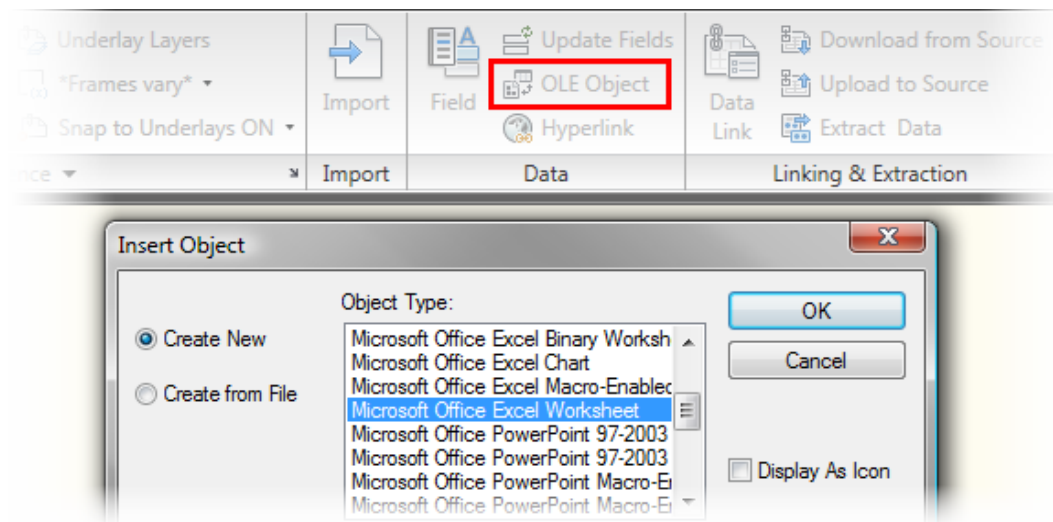 Underlay Layers
*Frames vary*
Snap to Underlays ON
nce
Import
Import
Field
Update Fields
OLE Object
Hyperlink
Data
Data Link
Download from Source
Upload to Source
Extract Data
Linking & Extraction
Insert Object
Create New
Create from File
Object Type:
Microsoft Office Excel Binary Worksh
Microsoft Office Excel Chart
Microsoft Office Excel Macro-Enabled
Microsoft Office Excel Worksheet
Microsoft Office PowerPoint 97-2003
Microsoft Office PowerPoint 97-2003
Microsoft Office PowerPoint Macro-En
Microsoft Office PowerPoint Macro-En
OK
Cancel
Display As Icon